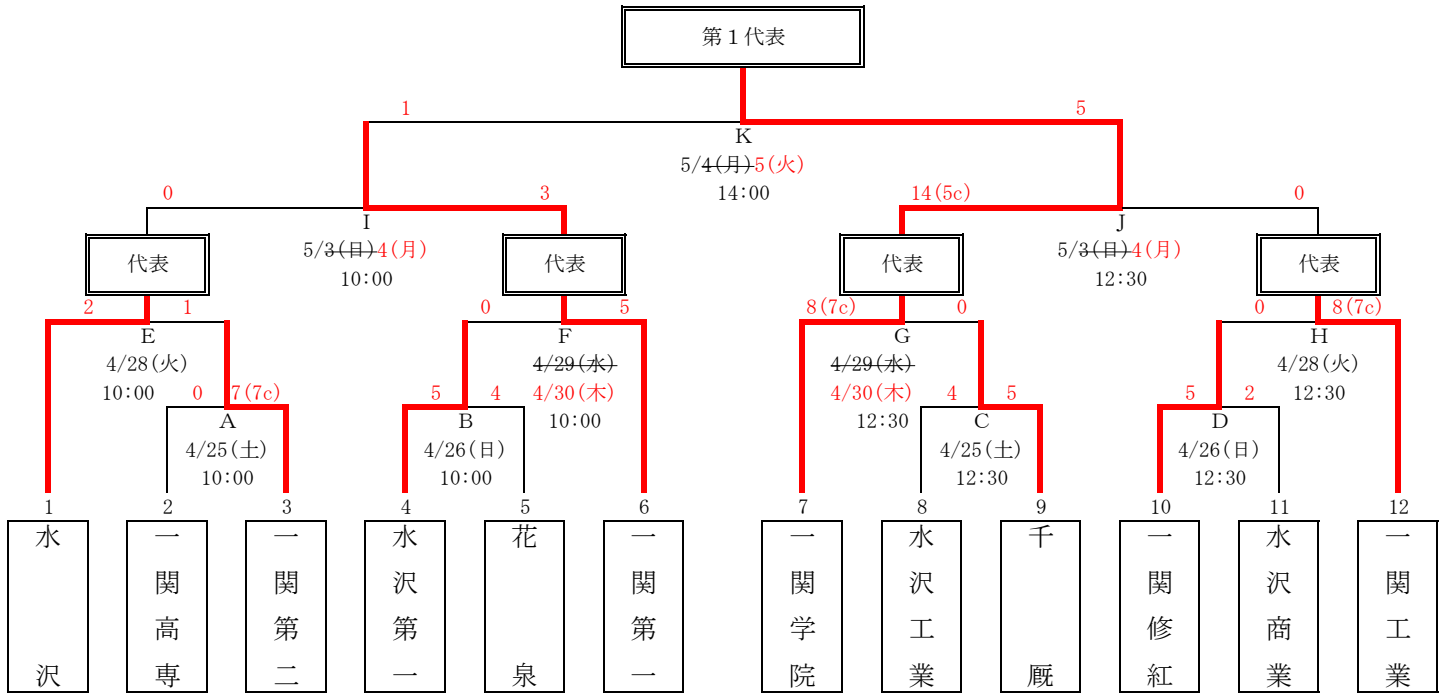 第１代表
1
5
K
5/4(月)5(火)
14:00
0
3
14(5c)
0
I
J
5/3(日)4(月)
5/3(日)4(月)
10:00
12:30
代表
代表
代表
代表
2
1
0
5
8(7c)
0
0
8(7c)
E
F
G
H
4/28(火)
4/29(水)
4/29(水)
4/28(火)
10:00
4/30(木)
4/30(木)
12:30
10:00
12:30
0
7(7c)
5
4
4
5
5
2
A
B
C
D
4/25(土)
4/26(日)
4/25(土)
4/26(日)
10:00
10:00
12:30
12:30
1
2
3
4
5
6
7
8
9
10
11
12
水沢
一関高専
一関第二
水沢第一
花泉
一関第一
一関学院
水沢工業
千厩
一関修紅
水沢商業
一関工業